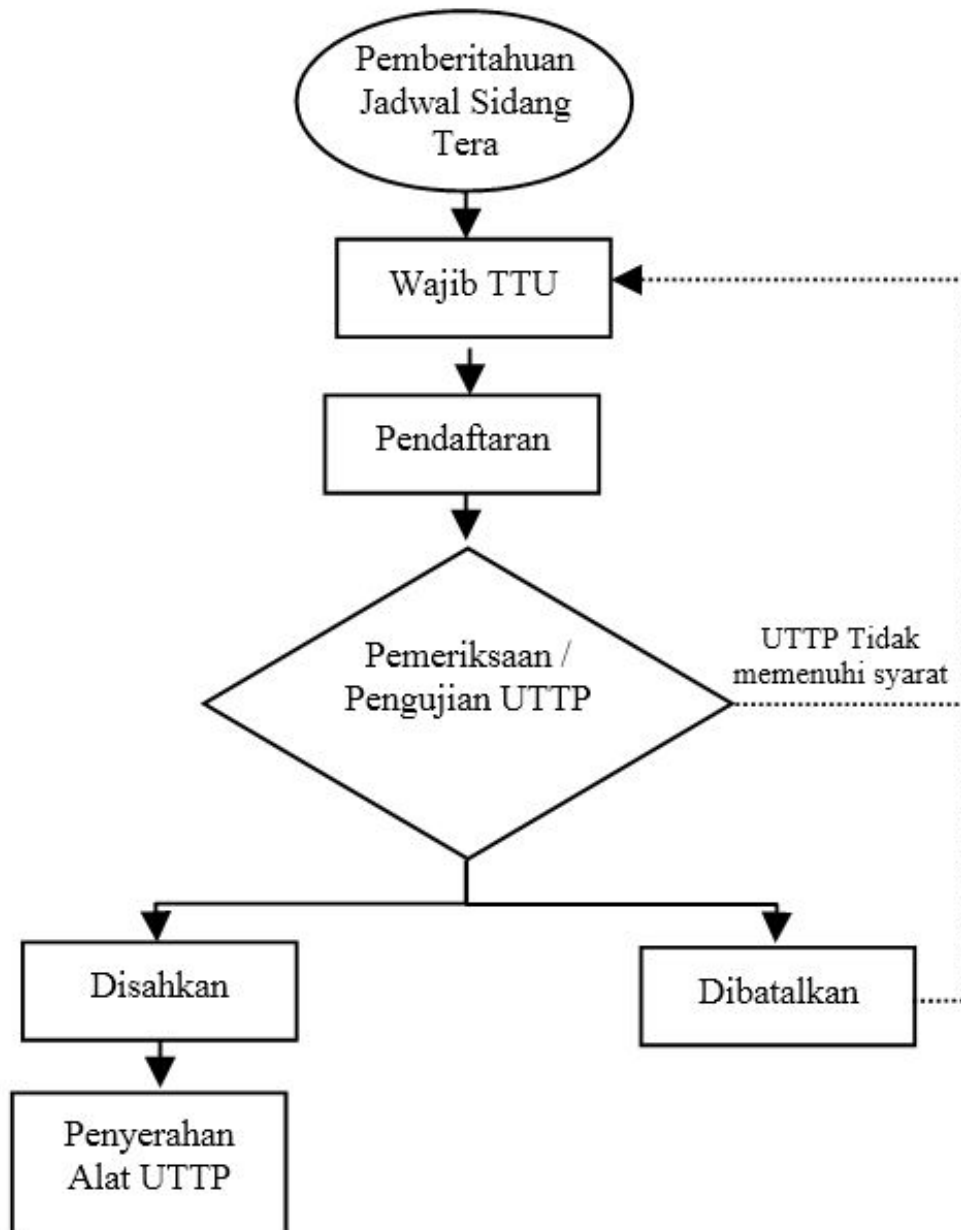 Pemberitahuan
Jadwal Sidang
Tera
Wajib TTU
Pendaftaran
Pemeriksaan /
Pengujian UTTP
UTTP Tidak
memenuhi syarat
Disahkan
Dibatalkan
Penyerahan
Alat UTTP